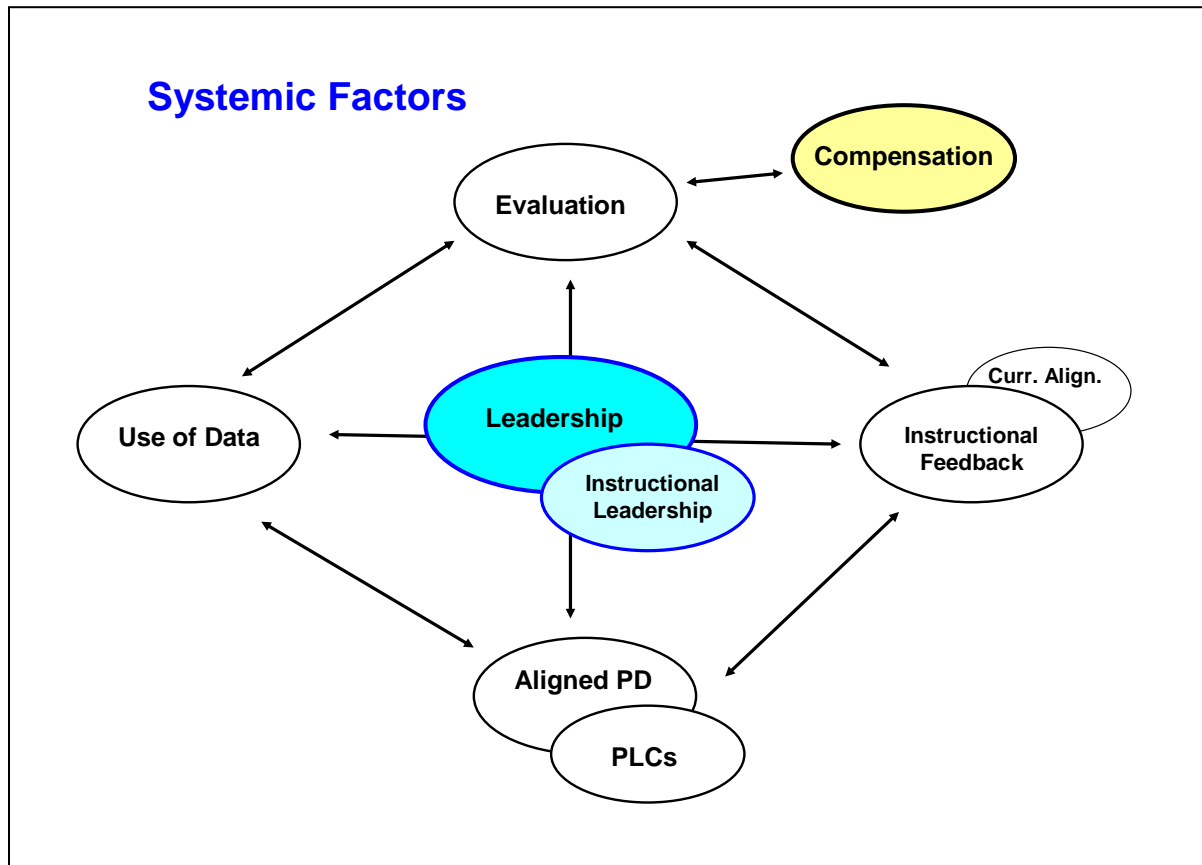 Systemic Factors
Compensation
Evaluation
Curr. Align.
Leadership
Use of Data
Instructional
Feedback
Instructional
Leadership
Aligned PD
PLCs